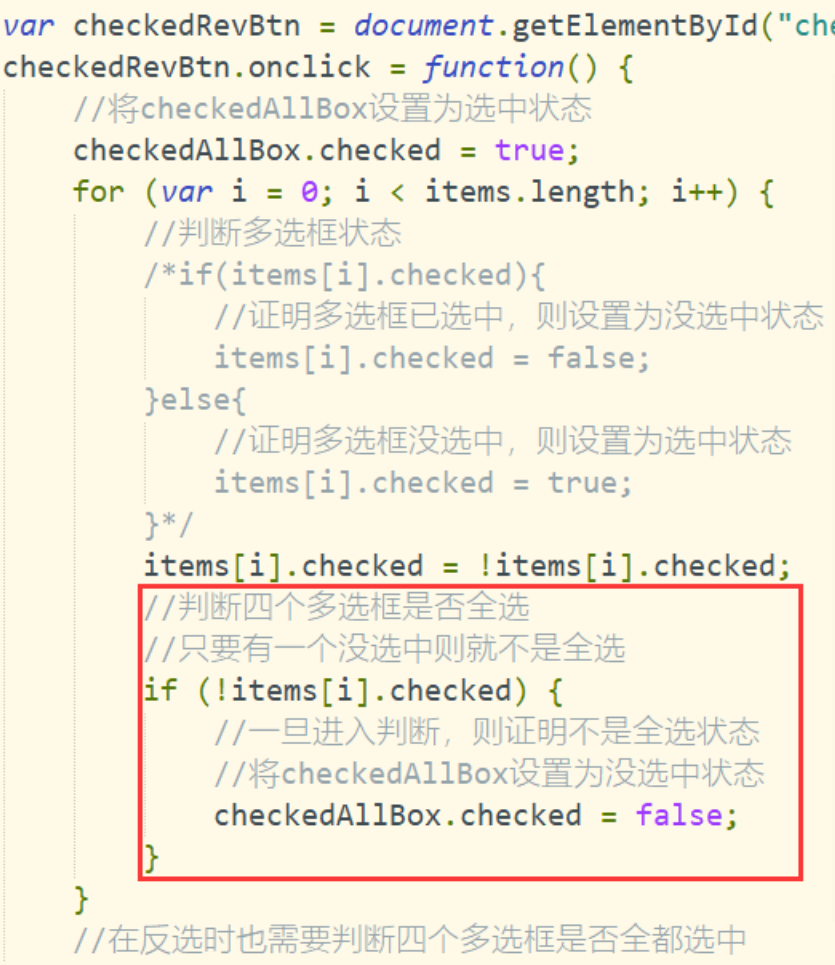 var checkedRevBtn = document.getElementById("che
checkedRevBtn.onclick = function() {
//将checkedAllBox设置为选中状态
checkedAllBox.checked = true;
for (var i = 0; i < items.length; i++) {
//判断多选框状态
/*if(items[i].checked){
//证明多选框已选中，则设置为没选中状态
items[i].checked = false;
}else{
//证明多选框没选中，则设置为选中状态
items[i].checked = true;
}*/
items[i].checked = !items[i].checked;
//判断四个多选框是否全选
//只要有一个没选中则就不是全选
if (!items[i].checked) {
//一旦进入判断，则证明不是全选状态
//将checkedAllBox设置为没选中状态
checkedAllBox.checked = false;
}
}
//在反选时也需要判断四个多选框是否全都选中